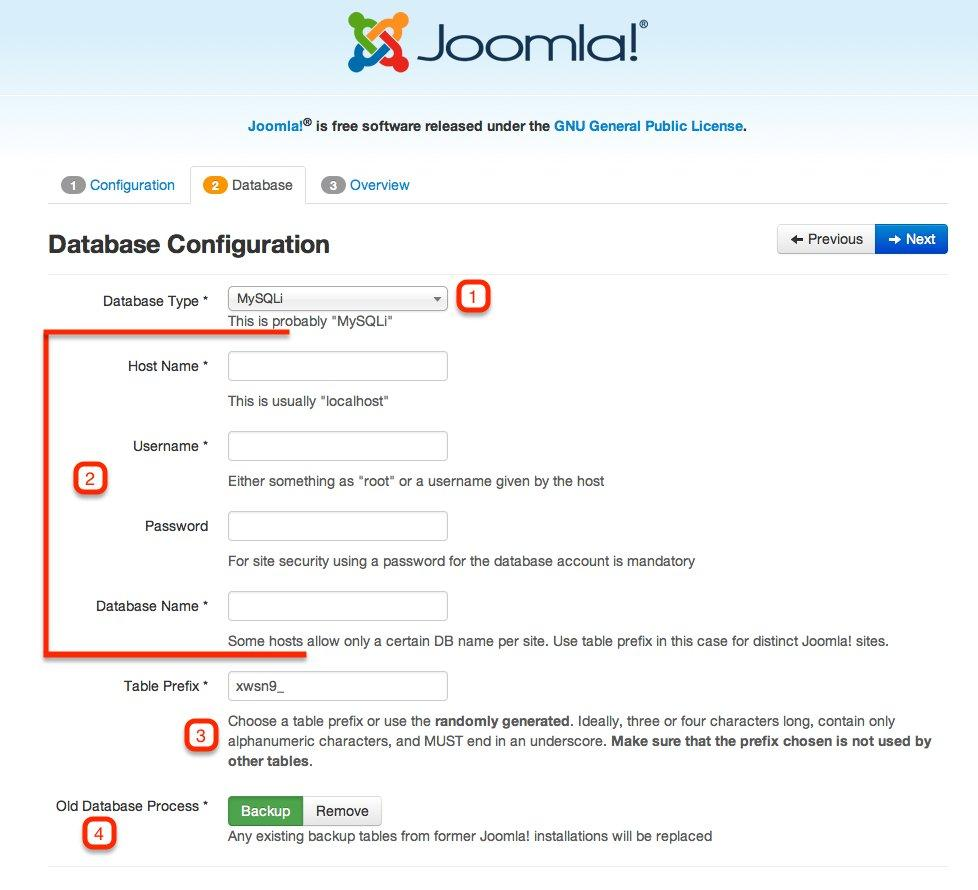 Joomla!®
Joomla!® is free software released under the GNU General Public License.
1 Configuration 2 Database 3 Overview
Database Configuration
Previous Next
Database Type * MySQLi 1
This is probably "MySQLi"
Host Name *
This is usually "localhost"
Username *
2
Either something as "root" or a username given by the host
Password
For site security using a password for the database account is mandatory
Database Name *
Some hosts allow only a certain DB name per site. Use table prefix in this case for distinct Joomla! sites.
Table Prefix * xwsn9_
3
Choose a table prefix or use the randomly generated. Ideally, three or four characters long, contain only
alphanumeric characters, and MUST end in an underscore. Make sure that the prefix chosen is not used by
other tables.
Old Database Process * Backup Remove
4
Any existing backup tables from former Joomla! installations will be replaced